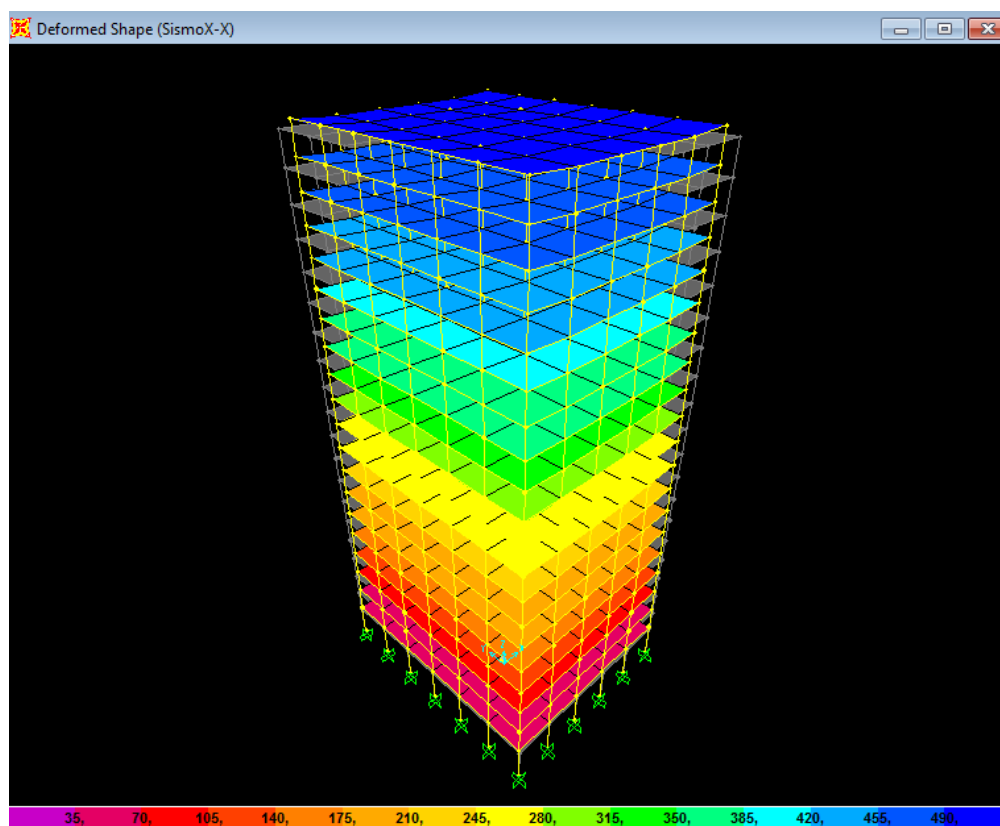 Deformed Shape (SismoX-X)
35, 70, 105, 140, 175, 210, 245, 280, 315, 350, 385, 420, 455, 490,